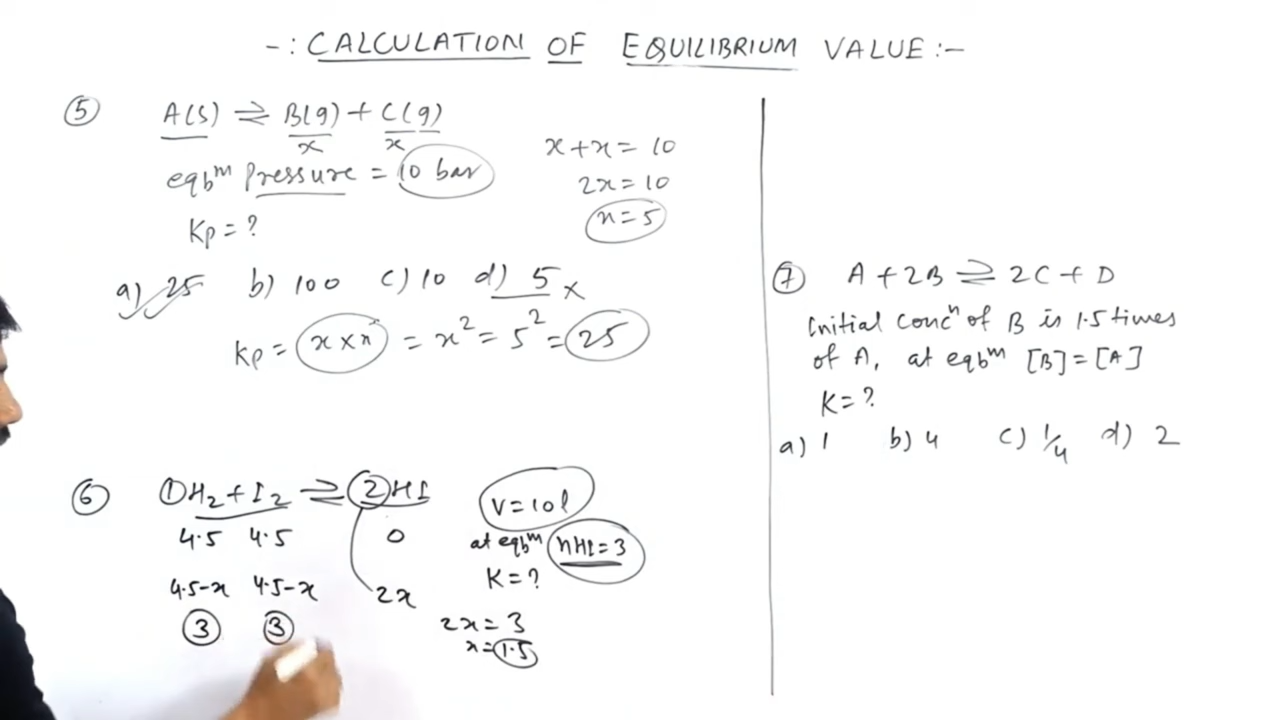 -: CALCULATION OF EQUILIBRIUM VALUE :-
⑤ A(s) ⇌ B(g) + C(g)
x x
eqbᵐ Pressure = 10 bar
Kp = ?
x + x = 10
2x = 10
x = 5
a) 25 b) 100 c) 10 d) 5 x
Kp = x × x = x² = 5² = 25
⑥ 1H₂ + I₂ ⇌ 2HI
4.5 4.5 0
4.5-x 4.5-x 2x
3 3
V = 10l
at eqbᵐ nHI = 3
K = ?
2x = 3
x = 1.5
⑦ A + 2B ⇌ 2C + D
Initial concⁿ of B is 1.5 times
of A, at eqbᵐ [B] = [A]
K = ?
a) 1 b) 4 c) 1/4 d) 2